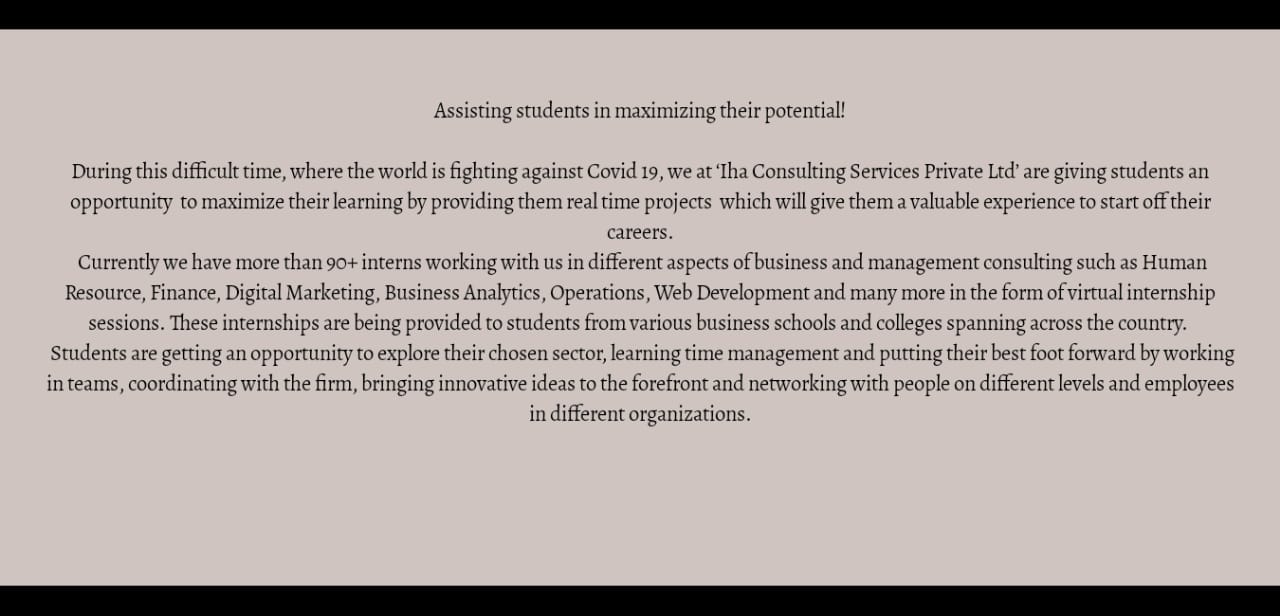 Assisting students in maximizing their potential!
During this difficult time, where the world is fighting against Covid 19, we at ‘Iha Consulting Services Private Ltd’ are giving students an
opportunity  to maximize their learning by providing them real time projects  which will give them a valuable experience to start off their
careers.
Currently we have more than 90+ interns working with us in different aspects of business and management consulting such as Human
Resource, Finance, Digital Marketing, Business Analytics, Operations, Web Development and many more in the form of virtual internship
sessions. These internships are being provided to students from various business schools and colleges spanning across the country.
Students are getting an opportunity to explore their chosen sector, learning time management and putting their best foot forward by working
in teams, coordinating with the firm, bringing innovative ideas to the forefront and networking with people on different levels and employees
in different organizations.